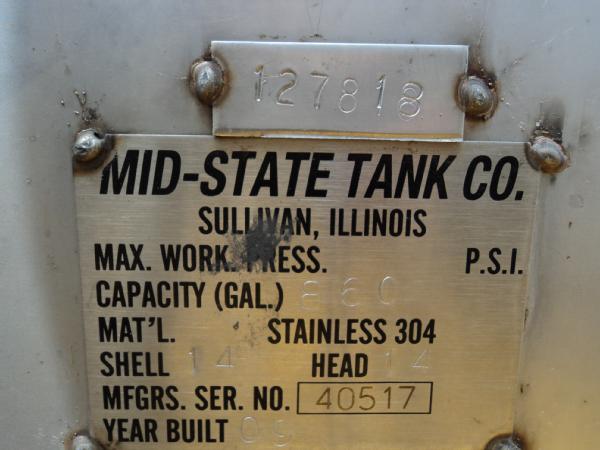 127818
MID-STATE TANK CO.
SULLIVAN, ILLINOIS
MAX. WORK. PRESS. P.S.I.
CAPACITY (GAL.) 860
MAT'L. STAINLESS 304
SHELL 14 HEAD 14
MFGRS. SER. NO. 40517
YEAR BUILT